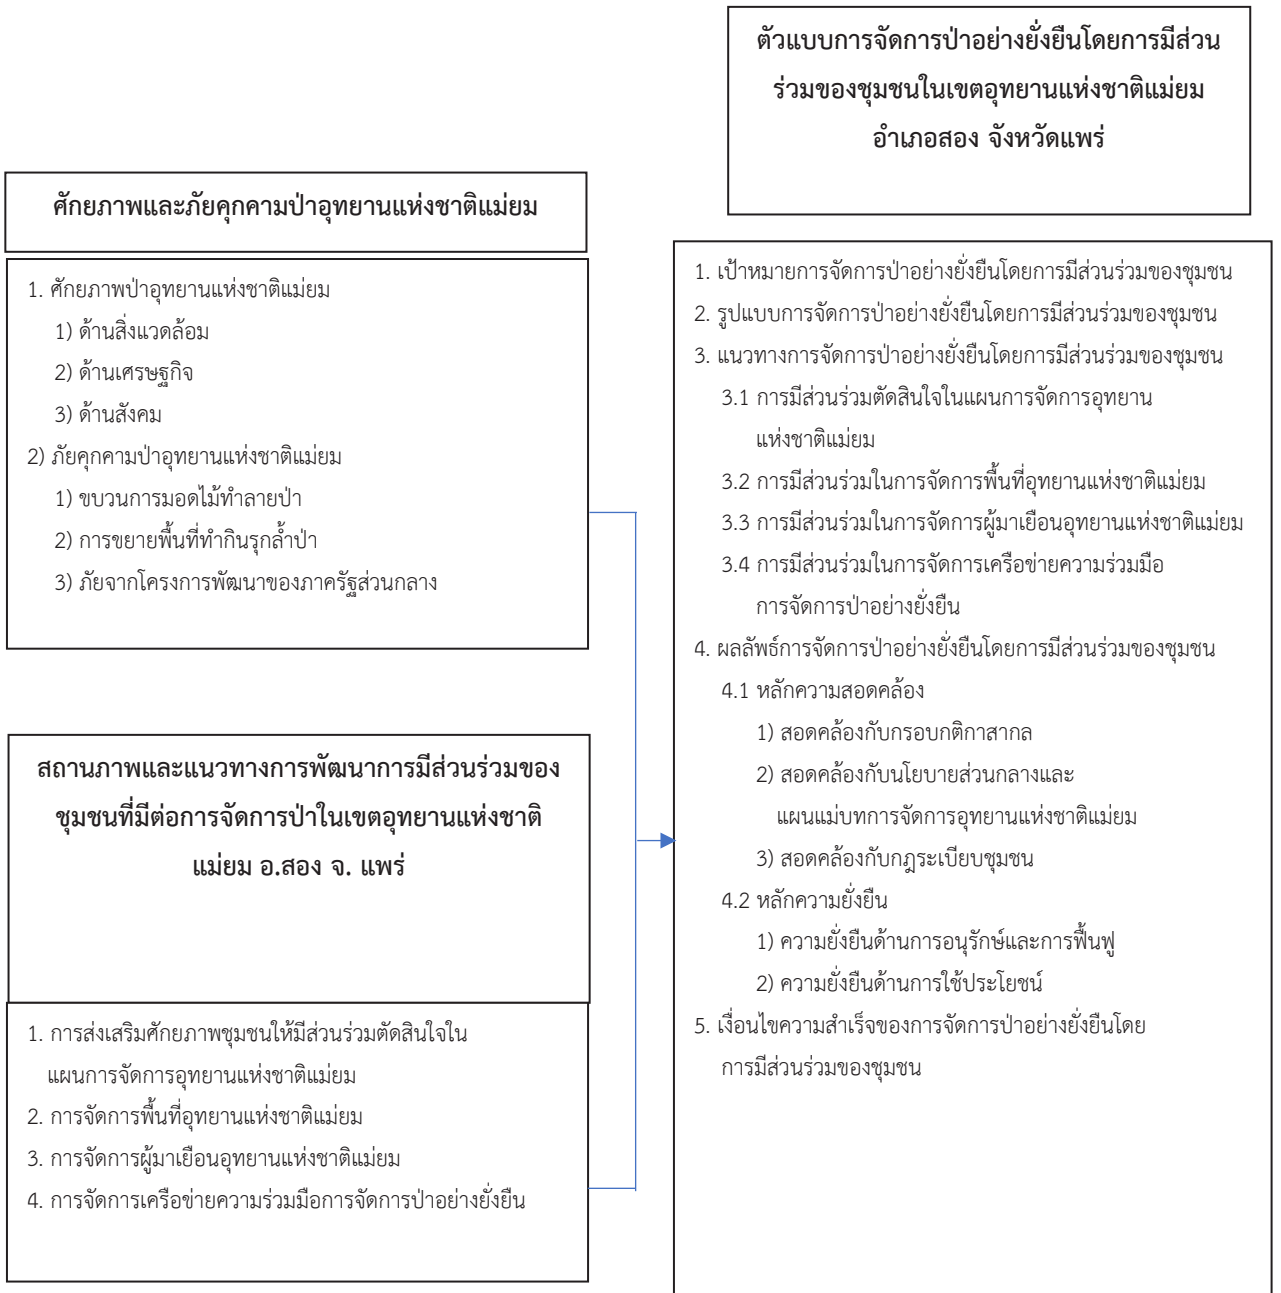 ตัวแบบการจัดการป่าอย่างยั่งยืนโดยการมีส่วน
ร่วมของชุมชนในเขตอุทยานแห่งชาติแม่ยม
อำเภอสอง จังหวัดแพร่
ศักยภาพและภัยคุกคามป่าอุทยานแห่งชาติแม่ยม
1. ศักยภาพป่าอุทยานแห่งชาติแม่ยม
1) ด้านสิ่งแวดล้อม
2) ด้านเศรษฐกิจ
3) ด้านสังคม
2) ภัยคุกคามป่าอุทยานแห่งชาติแม่ยม
1) ขบวนการมอดไม้ทำลายป่า
2) การขยายพื้นที่ทำกินรุกล้ำป่า
3) ภัยจากโครงการพัฒนาของภาครัฐส่วนกลาง
สถานภาพและแนวทางการพัฒนาการมีส่วนร่วมของ
ชุมชนที่มีต่อการจัดการป่าในเขตอุทยานแห่งชาติ
แม่ยม อ.สอง จ. แพร่
1. การส่งเสริมศักยภาพชุมชนให้มีส่วนร่วมตัดสินใจใน
แผนการจัดการอุทยานแห่งชาติแม่ยม
2. การจัดการพื้นที่อุทยานแห่งชาติแม่ยม
3. การจัดการผู้มาเยือนอุทยานแห่งชาติแม่ยม
4. การจัดการเครือข่ายความร่วมมือการจัดการป่าอย่างยั่งยืน
1. เป้าหมายการจัดการป่าอย่างยั่งยืนโดยการมีส่วนร่วมของชุมชน
2. รูปแบบการจัดการป่าอย่างยั่งยืนโดยการมีส่วนร่วมของชุมชน
3. แนวทางการจัดการป่าอย่างยั่งยืนโดยการมีส่วนร่วมของชุมชน
3.1 การมีส่วนร่วมตัดสินใจในแผนการจัดการอุทยาน
แห่งชาติแม่ยม
3.2 การมีส่วนร่วมในการจัดการพื้นที่อุทยานแห่งชาติแม่ยม
3.3 การมีส่วนร่วมในการจัดการผู้มาเยือนอุทยานแห่งชาติแม่ยม
3.4 การมีส่วนร่วมในการจัดการเครือข่ายความร่วมมือ
การจัดการป่าอย่างยั่งยืน
4. ผลลัพธ์การจัดการป่าอย่างยั่งยืนโดยการมีส่วนร่วมของชุมชน
4.1 หลักความสอดคล้อง
1) สอดคล้องกับกรอบกติกาสากล
2) สอดคล้องกับนโยบายส่วนกลางและ
แผนแม่บทการจัดการอุทยานแห่งชาติแม่ยม
3) สอดคล้องกับกฎระเบียบชุมชน
4.2 หลักความยั่งยืน
1) ความยั่งยืนด้านการอนุรักษ์และการฟื้นฟู
2) ความยั่งยืนด้านการใช้ประโยชน์
5. เงื่อนไขความสำเร็จของการจัดการป่าอย่างยั่งยืนโดย
การมีส่วนร่วมของชุมชน